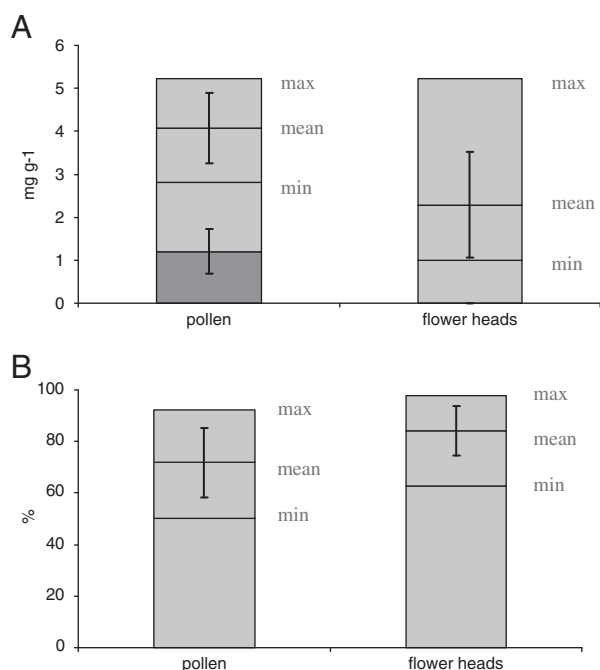 A
6
5
4
3
2
1
0
mg g-1
max
mean
min
max
mean
min
pollen
flower heads
B
100
80
60
40
20
0
%
max
mean
min
max
mean
min
pollen
flower heads